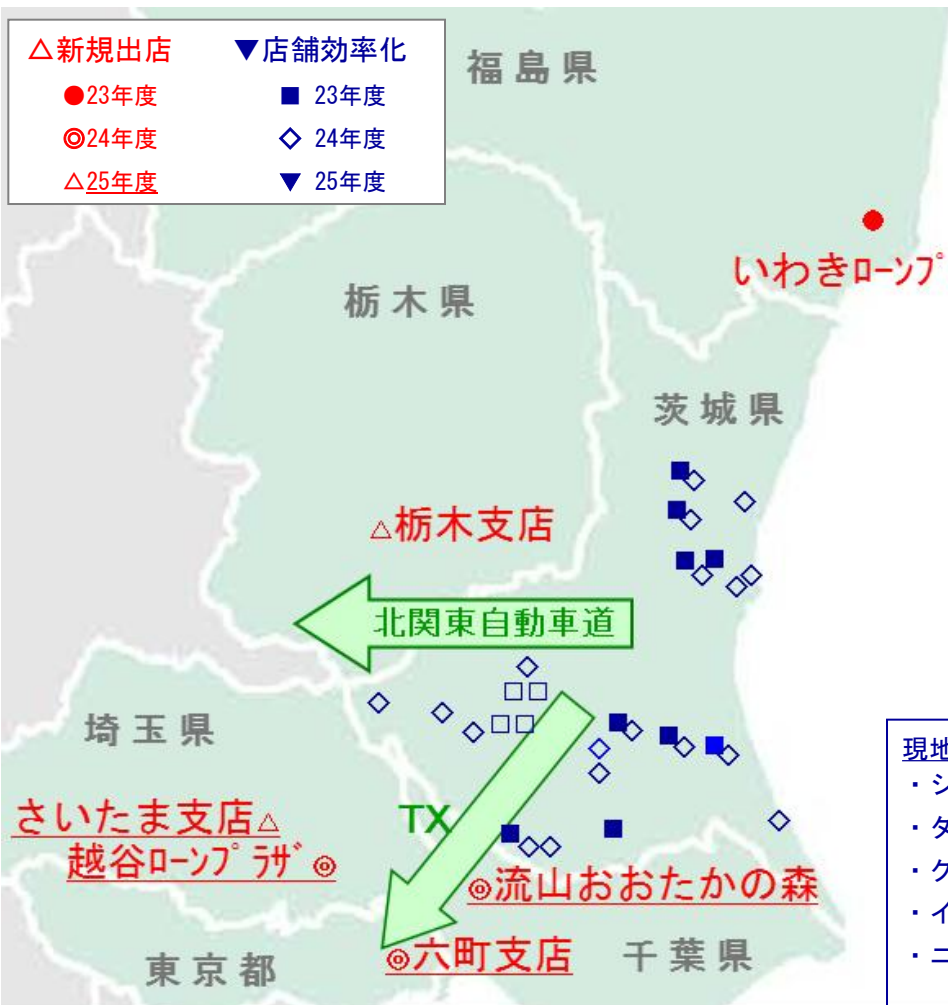 △新規出店 ▼店舗効率化
●23年度 ■ 23年度
◎24年度 ◇ 24年度
△25年度 ▼ 25年度
福島県
いわきローンプ
栃木県
茨城県
△栃木支店
北関東自動車道
埼玉県
さいたま支店△
TX
越谷ローンプラザ◎
◎流山おおたかの森
◎六町支店
千葉県
東京都
現地
・シ
・タ
・ク
・イ
・ニ